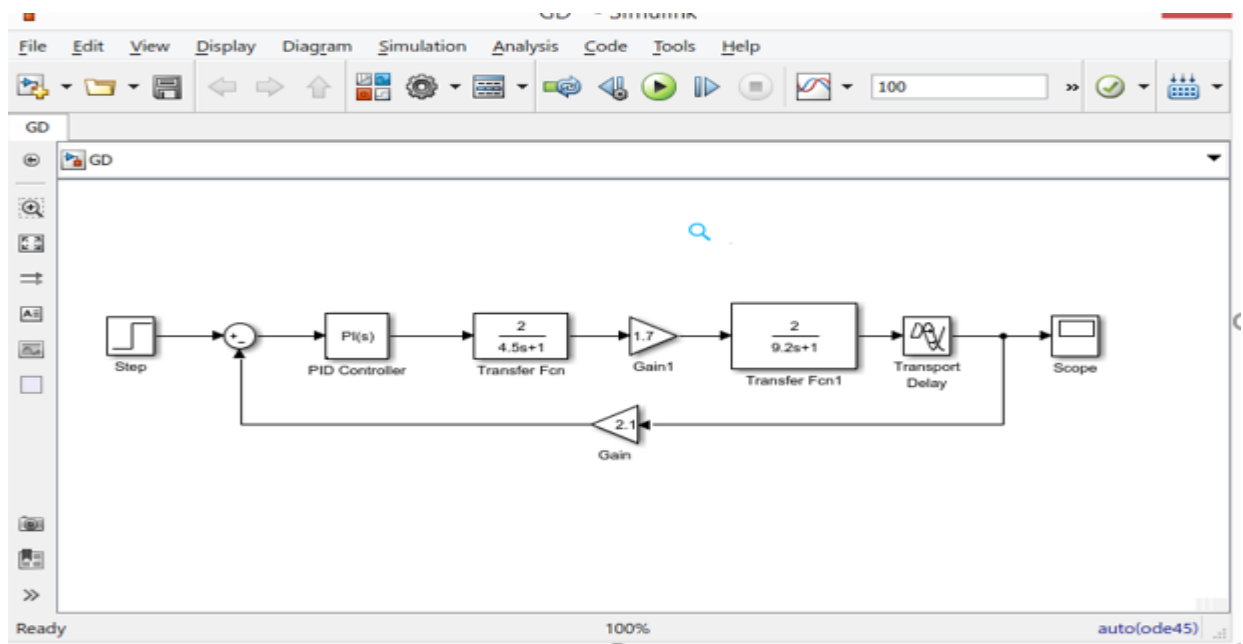 File Edit View Display Diagram Simulation Analysis Code Tools Help
100
GD
GD
Step
+_
PI(s)
PID Controller
2
4.5s+1
Transfer Fcn
1.7
Gain1
2
9.2s+1
Transfer Fcn1
Transport
Delay
Scope
2.1
Gain
Ready 100% auto(ode45)